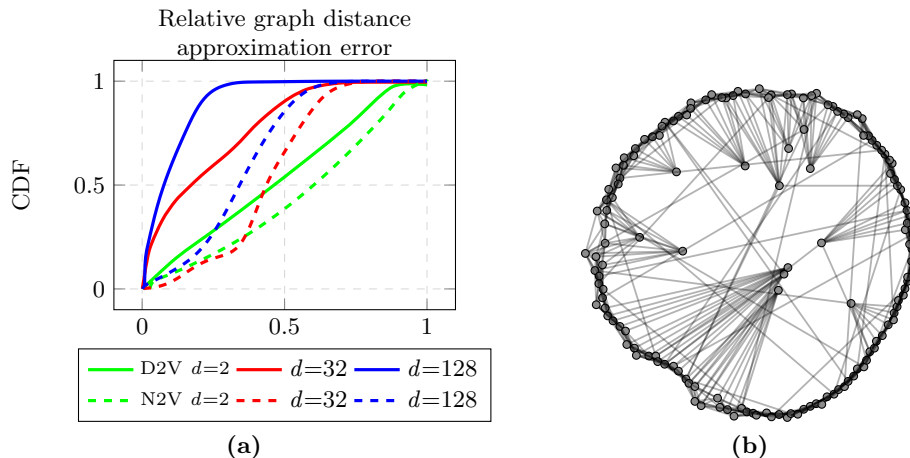 Relative graph distance
approximation error
CDF
1
0.5
0
0 0.5 1
D2V d=2 d=32 d=128
N2V d=2 d=32 d=128
(a) (b)